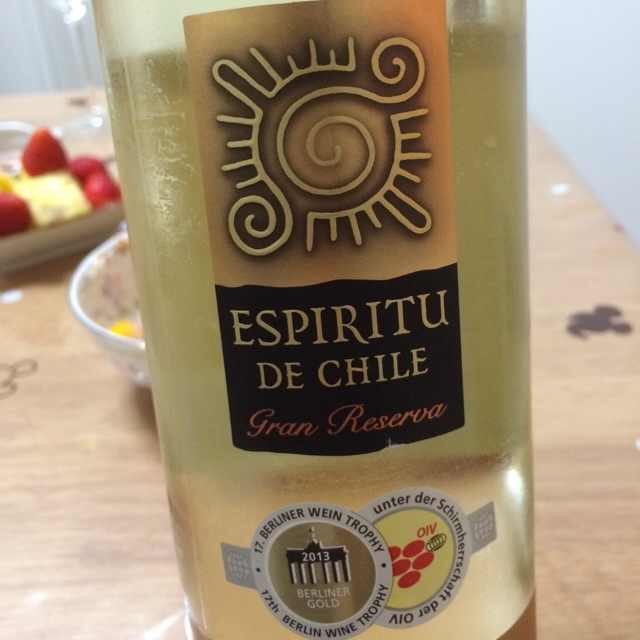 ESPIRITU
DE CHILE
Gran Reserva
· 17. BERLINER WEIN TROPHY ·
2013
BERLINER
GOLD
17th BERLIN WINE TROPHY
unter der Schirmherrschaft der OIV
OIV